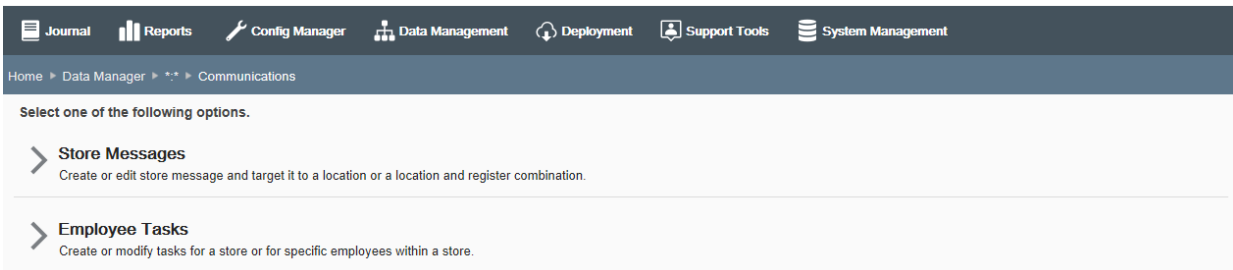 Journal Reports Config Manager Data Management Deployment Support Tools System Management
Home ▶ Data Manager ▶ *:* ▶ Communications
Select one of the following options.
Store Messages
Create or edit store message and target it to a location or a location and register combination.
Employee Tasks
Create or modify tasks for a store or for specific employees within a store.